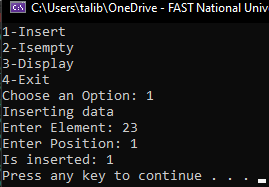 C:\Users\talib\OneDrive - FAST National Univ
1-Insert
2-Isempty
3-Display
4-Exit
Choose an Option: 1
Inserting data
Enter Element: 23
Enter Position: 1
Is inserted: 1
Press any key to continue . . .